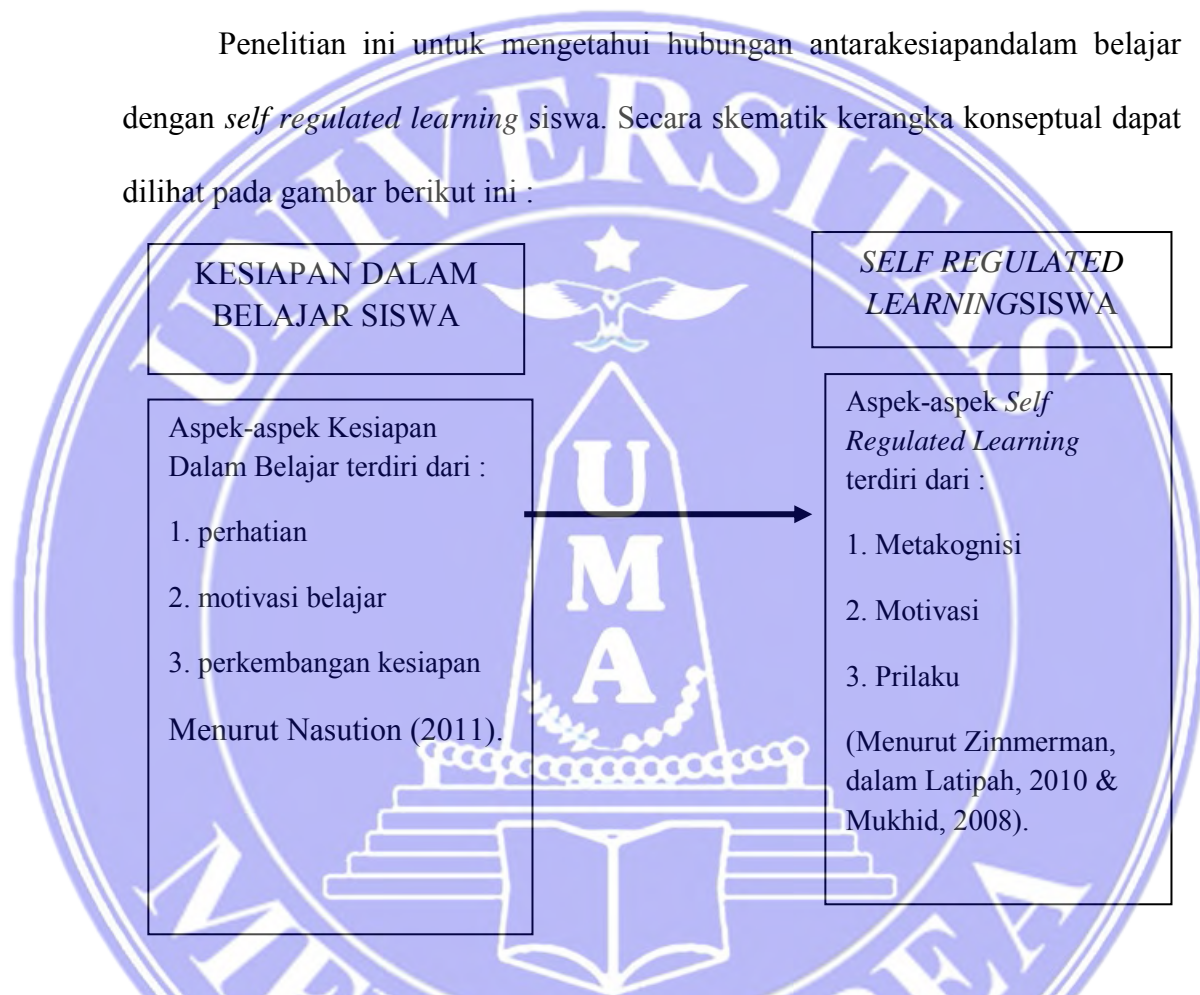 Penelitian ini untuk mengetahui hubungan antarakesiapandalam belajar
dengan self regulated learning siswa. Secara skematik kerangka konseptual dapat
dilihat pada gambar berikut ini :
KESIAPAN DALAM
BELAJAR SISWA
Aspek-aspek Kesiapan
Dalam Belajar terdiri dari :
1. perhatian
2. motivasi belajar
3. perkembangan kesiapan
Menurut Nasution (2011).
SELF REGULATED
LEARNINGSISWA
Aspek-aspek Self
Regulated Learning
terdiri dari :
1. Metakognisi
2. Motivasi
3. Prilaku
(Menurut Zimmerman,
dalam Latipah, 2010 &
Mukhid, 2008).
UNIVERSITAS
U
M
A